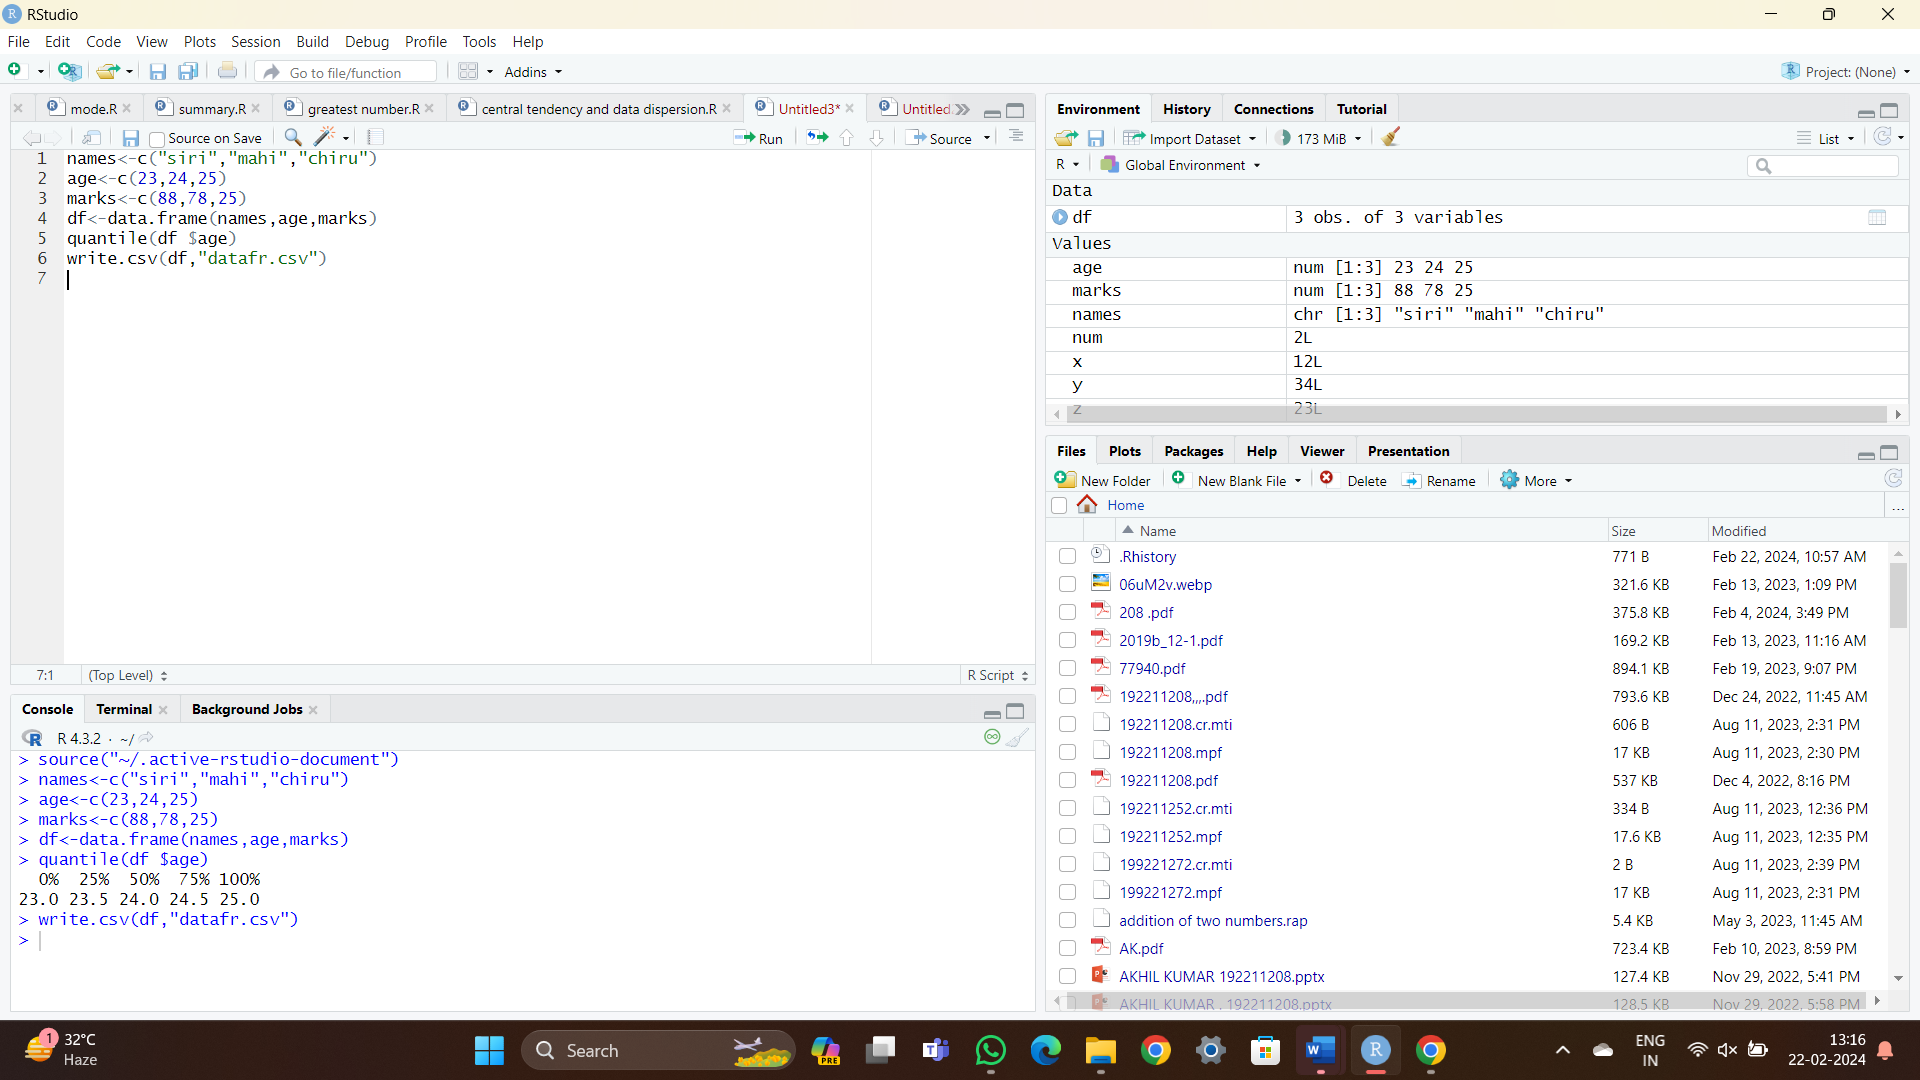 RStudio
File Edit Code View Plots Session Build Debug Profile Tools Help
Go to file/function Addins Project: (None)
mode.R summary.R greatest number.R central tendency and data dispersion.R Untitled3* Untitled
Source on Save Run Source
1 names<-c("siri","mahi","chiru")
2 age<-c(23,24,25)
3 marks<-c(88,78,25)
4 df<-data.frame(names,age,marks)
5 quantile(df $age)
6 write.csv(df,"datafr.csv")
7
7:1 (Top Level) R Script
Console Terminal Background Jobs
R 4.3.2 · ~/
> source("~/.active-rstudio-document")
> names<-c("siri","mahi","chiru")
> age<-c(23,24,25)
> marks<-c(88,78,25)
> df<-data.frame(names,age,marks)
> quantile(df $age)
0% 25% 50% 75% 100%
23.0 23.5 24.0 24.5 25.0
> write.csv(df,"datafr.csv")
>
Environment History Connections Tutorial
Import Dataset 173 MiB List
R Global Environment
Data
df 3 obs. of 3 variables
Values
age num [1:3] 23 24 25
marks num [1:3] 88 78 25
names chr [1:3] "siri" "mahi" "chiru"
num 2L
x 12L
y 34L
z 23L
Files Plots Packages Help Viewer Presentation
New Folder New Blank File Delete Rename More
Home ...
Name Size Modified
.Rhistory 771 B Feb 22, 2024, 10:57 AM
06uM2v.webp 321.6 KB Feb 13, 2023, 1:09 PM
208 .pdf 375.8 KB Feb 4, 2024, 3:49 PM
2019b_12-1.pdf 169.2 KB Feb 13, 2023, 11:16 AM
77940.pdf 894.1 KB Feb 19, 2023, 9:07 PM
192211208,,,.pdf 793.6 KB Dec 24, 2022, 11:45 AM
192211208.cr.mti 606 B Aug 11, 2023, 2:31 PM
192211208.mpf 17 KB Aug 11, 2023, 2:30 PM
192211208.pdf 537 KB Dec 4, 2022, 8:16 PM
192211252.cr.mti 334 B Aug 11, 2023, 12:36 PM
192211252.mpf 17.6 KB Aug 11, 2023, 12:35 PM
199221272.cr.mti 2 B Aug 11, 2023, 2:39 PM
199221272.mpf 17 KB Aug 11, 2023, 2:31 PM
addition of two numbers.rap 5.4 KB May 3, 2023, 11:45 AM
AK.pdf 723.4 KB Feb 10, 2023, 8:59 PM
AKHIL KUMAR 192211208.pptx 127.4 KB Nov 29, 2022, 5:41 PM
AKHIL KUMAR . 192211208.pptx 128.5 KB Nov 29, 2022, 5:58 PM
1 32°C
Haze
Search
PRE
ENG
IN
13:16
22-02-2024